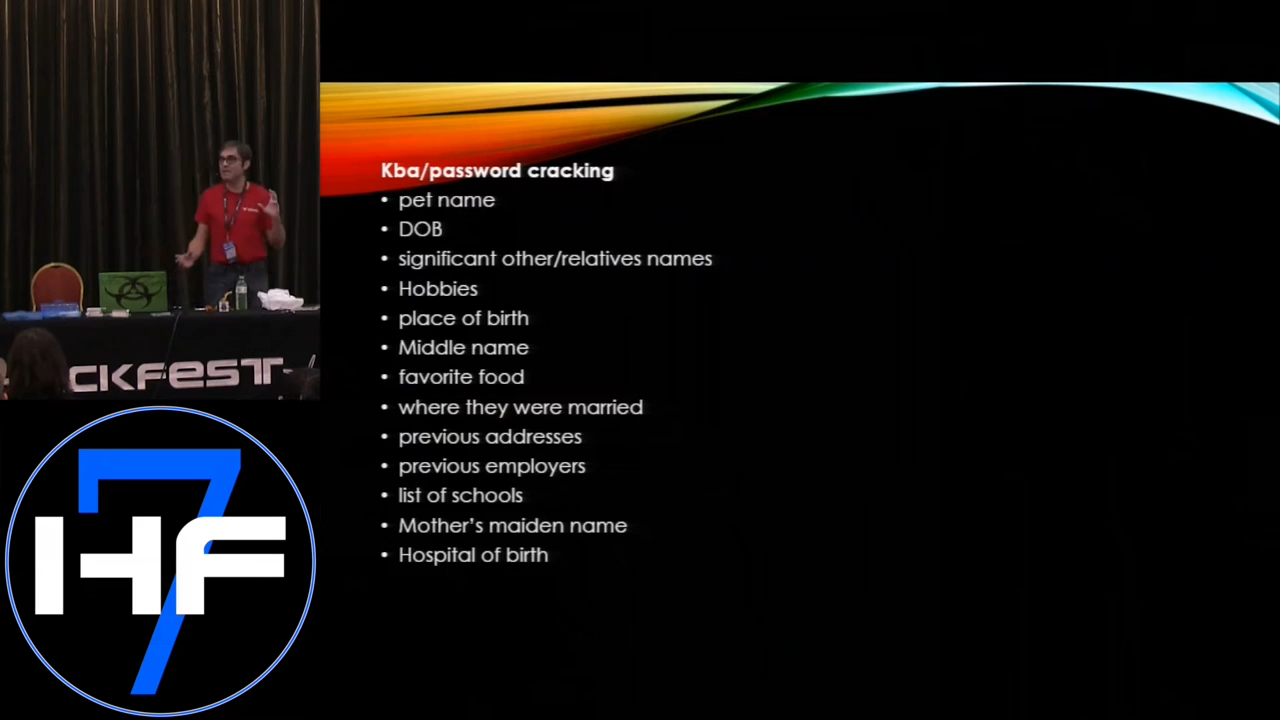 Kba/password cracking
• pet name
• DOB
• significant other/relatives names
• Hobbies
• place of birth
• Middle name
• favorite food
• where they were married
• previous addresses
• previous employers
• list of schools
• Mother's maiden name
• Hospital of birth
CKFEST
7
HF